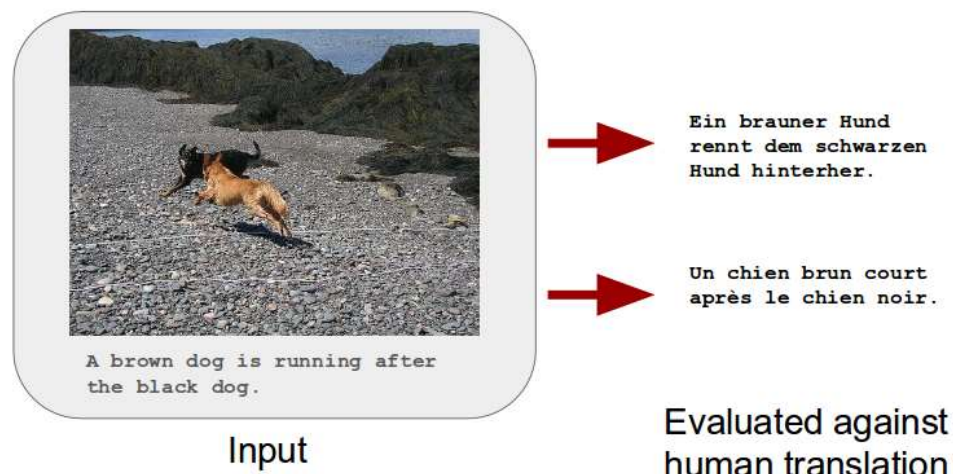 A brown dog is running after
the black dog.
Input
Ein brauner Hund
rennt dem schwarzen
Hund hinterher.
Un chien brun court
après le chien noir.
Evaluated against
human translation